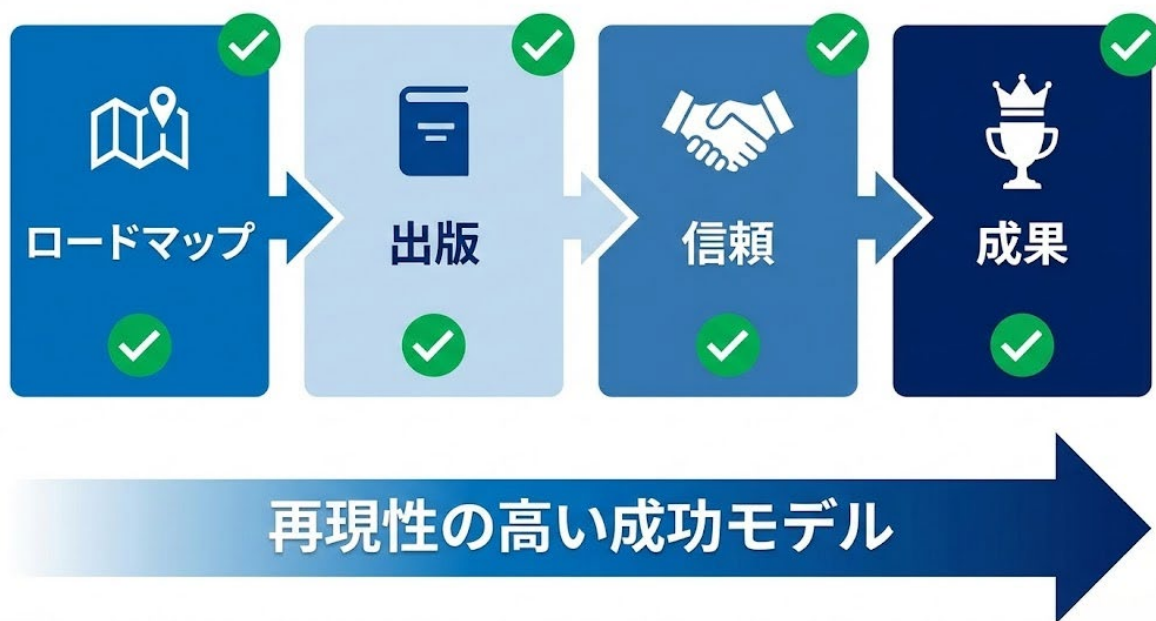 ロードマップ
出版
信頼
成果
再現性の高い成功モデル